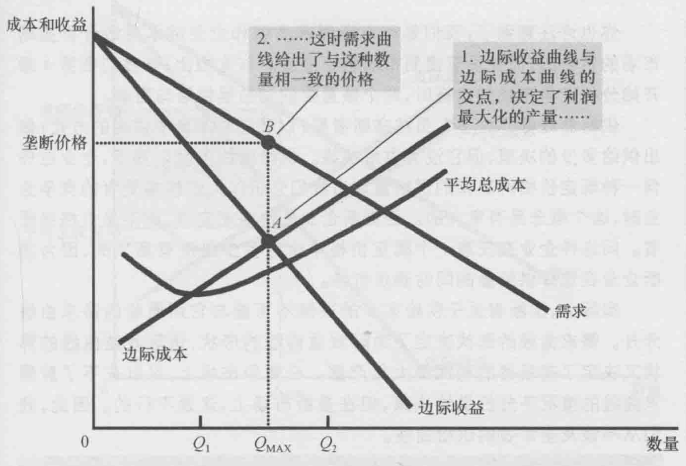 成本和收益
2. ……这时需求曲
线给出了与这种数
量相一致的价格
1. 边际收益曲线与
边际成本曲线的
交点，决定了利润
最大化的产量……
B
垄断价格
平均总成本
A
需求
边际成本
边际收益
0
Q1
QMAX
Q2
数量